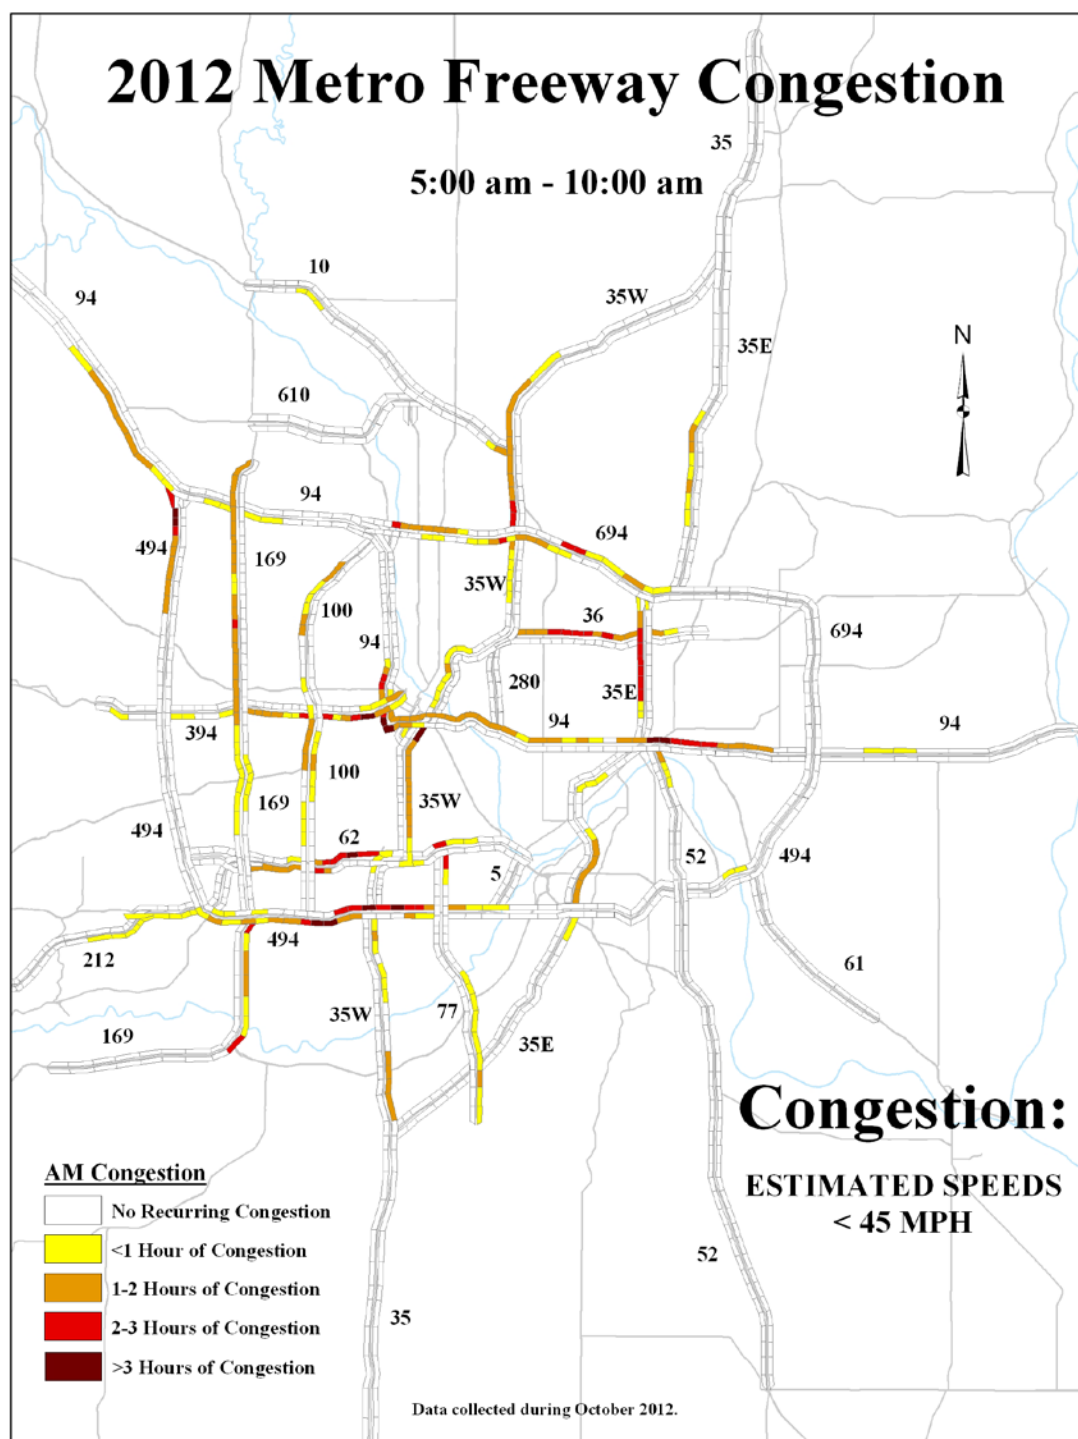 2012 Metro Freeway Congestion
35
5:00 am - 10:00 am
10
94
35W
N
35E
610
94
694
494
169
35W
100
36
94
694
280
35E
94
94
394
100
169
35W
494
62
52
494
5
494
212
61
35W
77
169
35E
Congestion:
AM Congestion
ESTIMATED SPEEDS
< 45 MPH
No Recurring Congestion
<1 Hour of Congestion
52
1-2 Hours of Congestion
35
2-3 Hours of Congestion
>3 Hours of Congestion
Data collected during October 2012.